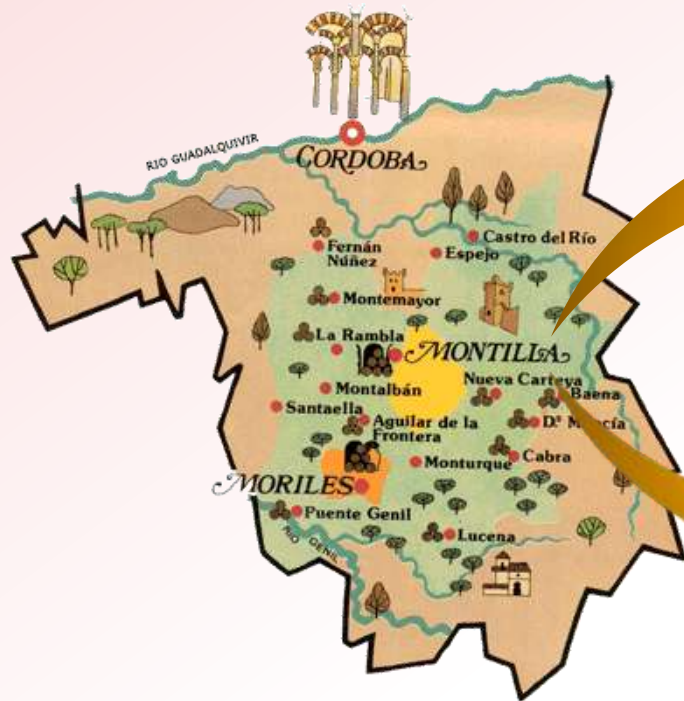 RIO GUADALQUIVIR
CORDOBA
Castro del Río
Fernán
Núñez
Espejo
Montemayor
La Rambla
MONTILLA
Nueva Carteya
Montalbán
Baena
Santaella
Aguilar de la
Frontera
Dª
Cabra
Monturque
MORILES
Puente Genil
RIO GENIL
Lucena